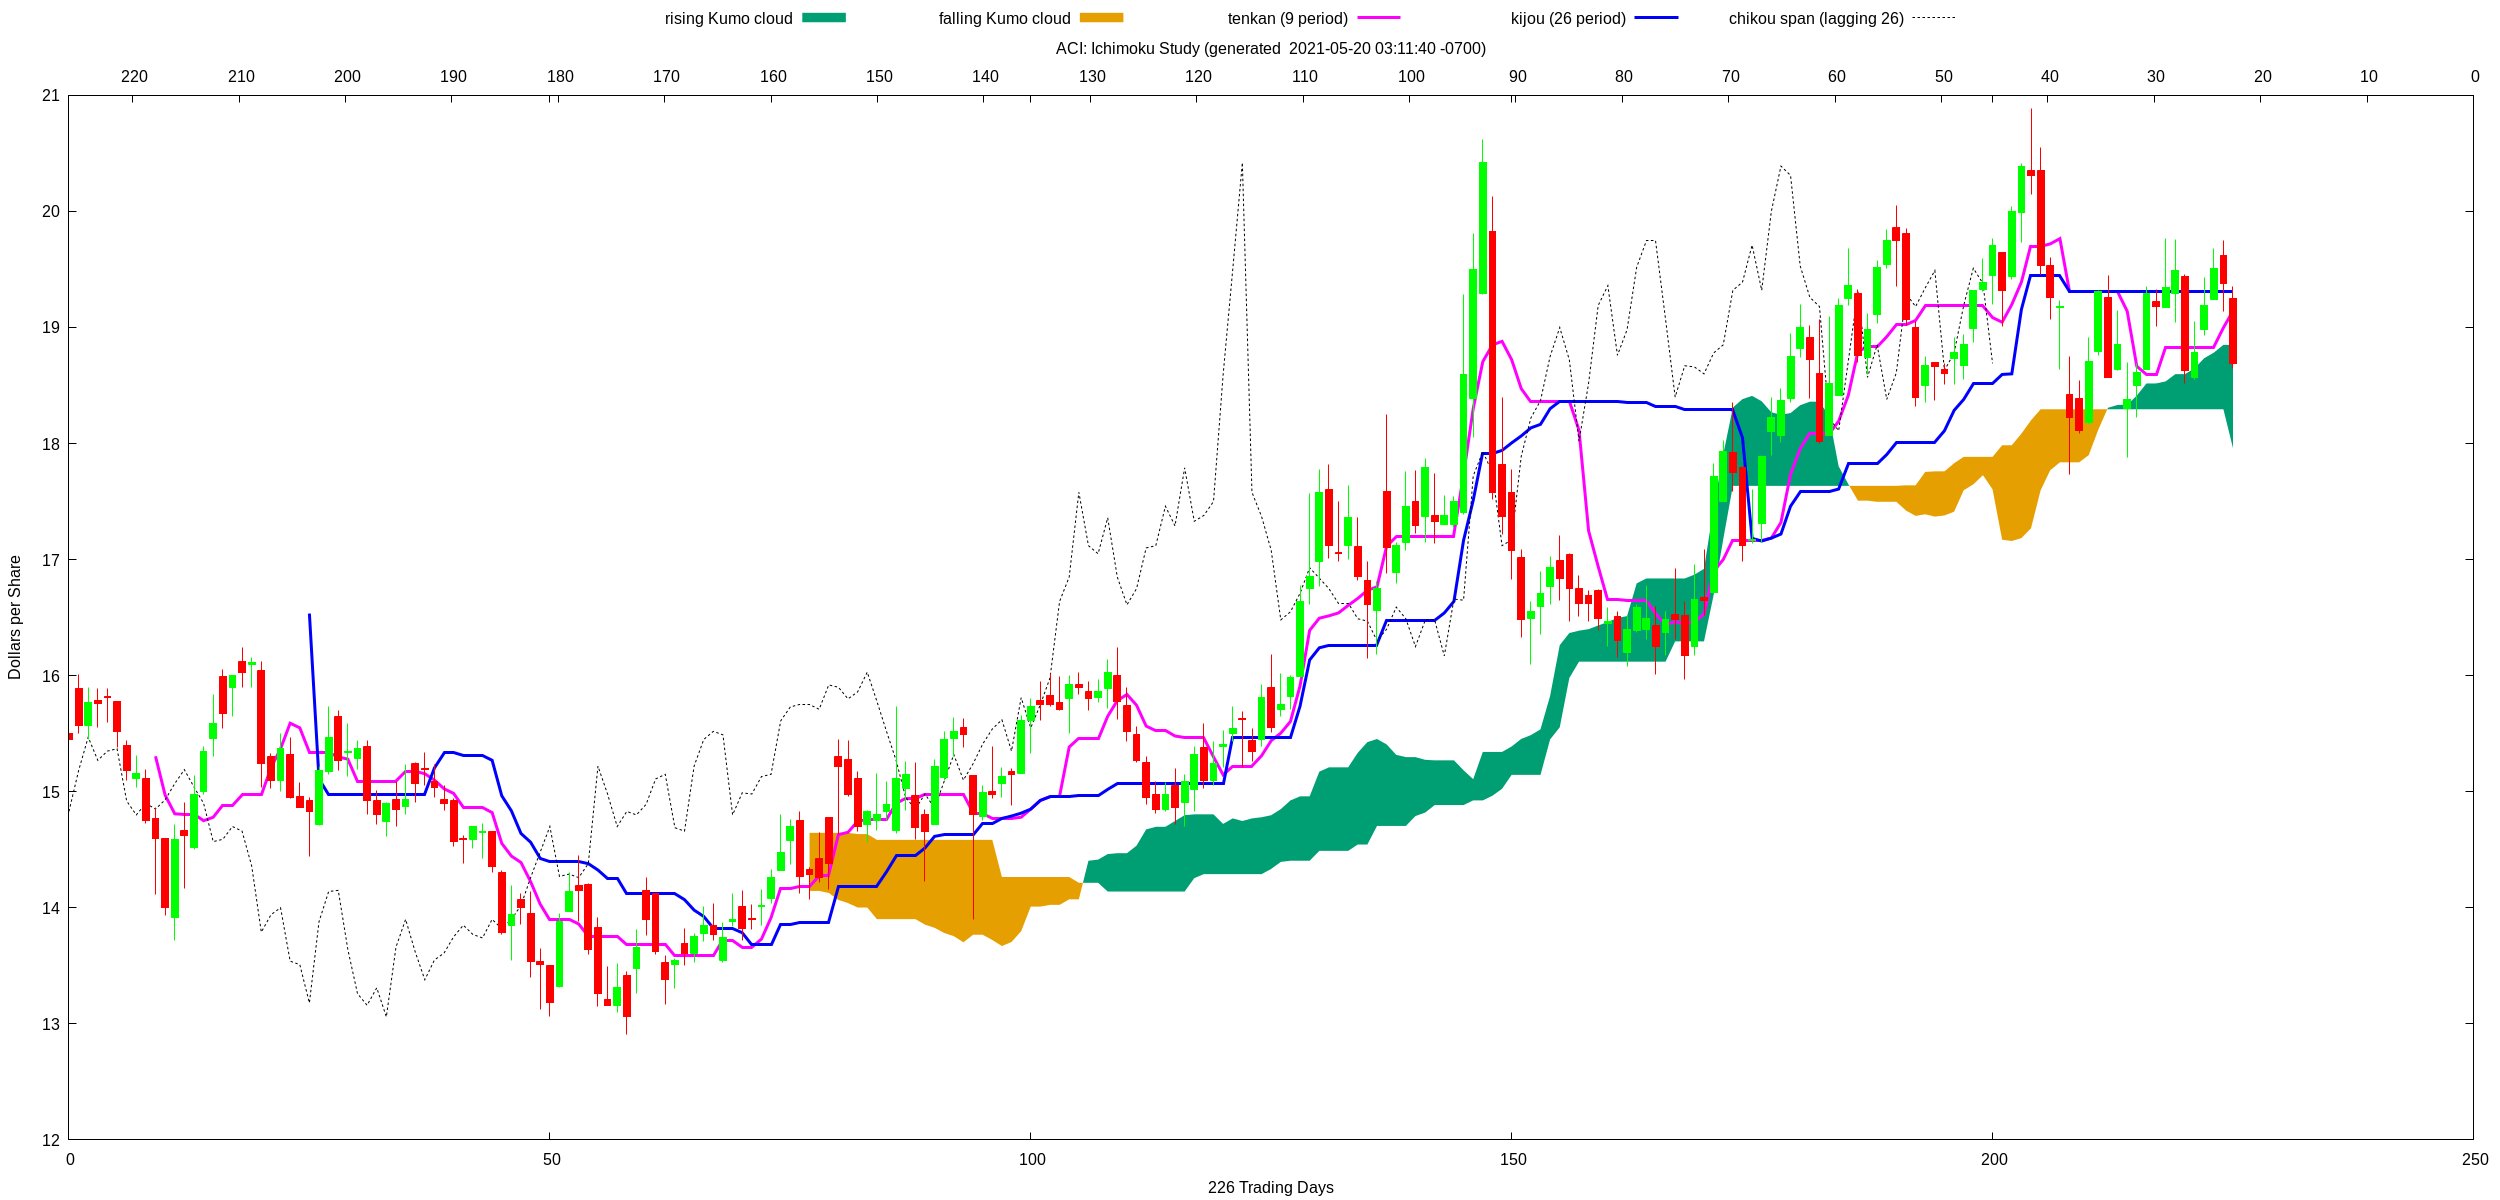 rising Kumo cloud falling Kumo cloud tenkan (9 period) kijou (26 period) chikou span (lagging 26)
ACI: Ichimoku Study (generated  2021-05-20 03:11:40 -0700)
220 210 200 190 180 170 160 150 140 130 120 110 100 90 80 70 60 50 40 30 20 10 0
21
20
19
18
17
16
15
14
13
12
Dollars per Share
0 50 100 150 200 250
226 Trading Days